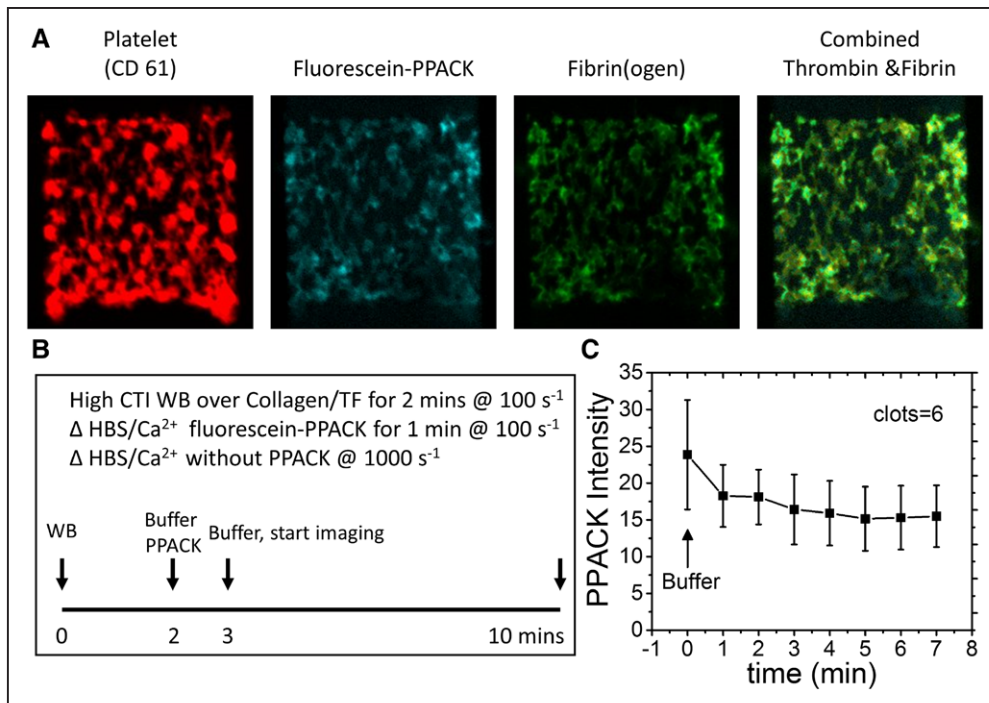 A
Platelet
(CD 61)
Fluorescein-PPACK
Fibrin(ogen)
Combined
Thrombin &Fibrin
B
High CTI WB over Collagen/TF for 2 mins @ 100 s⁻¹
Δ HBS/Ca²⁺ fluorescein-PPACK for 1 min @ 100 s⁻¹
Δ HBS/Ca²⁺ without PPACK @ 1000 s⁻¹
WB
Buffer
PPACK
Buffer, start imaging
0
2
3
10 mins
C
PPACK Intensity
35
30
25
20
15
10
5
0
clots=6
Buffer
-1 0 1 2 3 4 5 6 7 8
time (min)